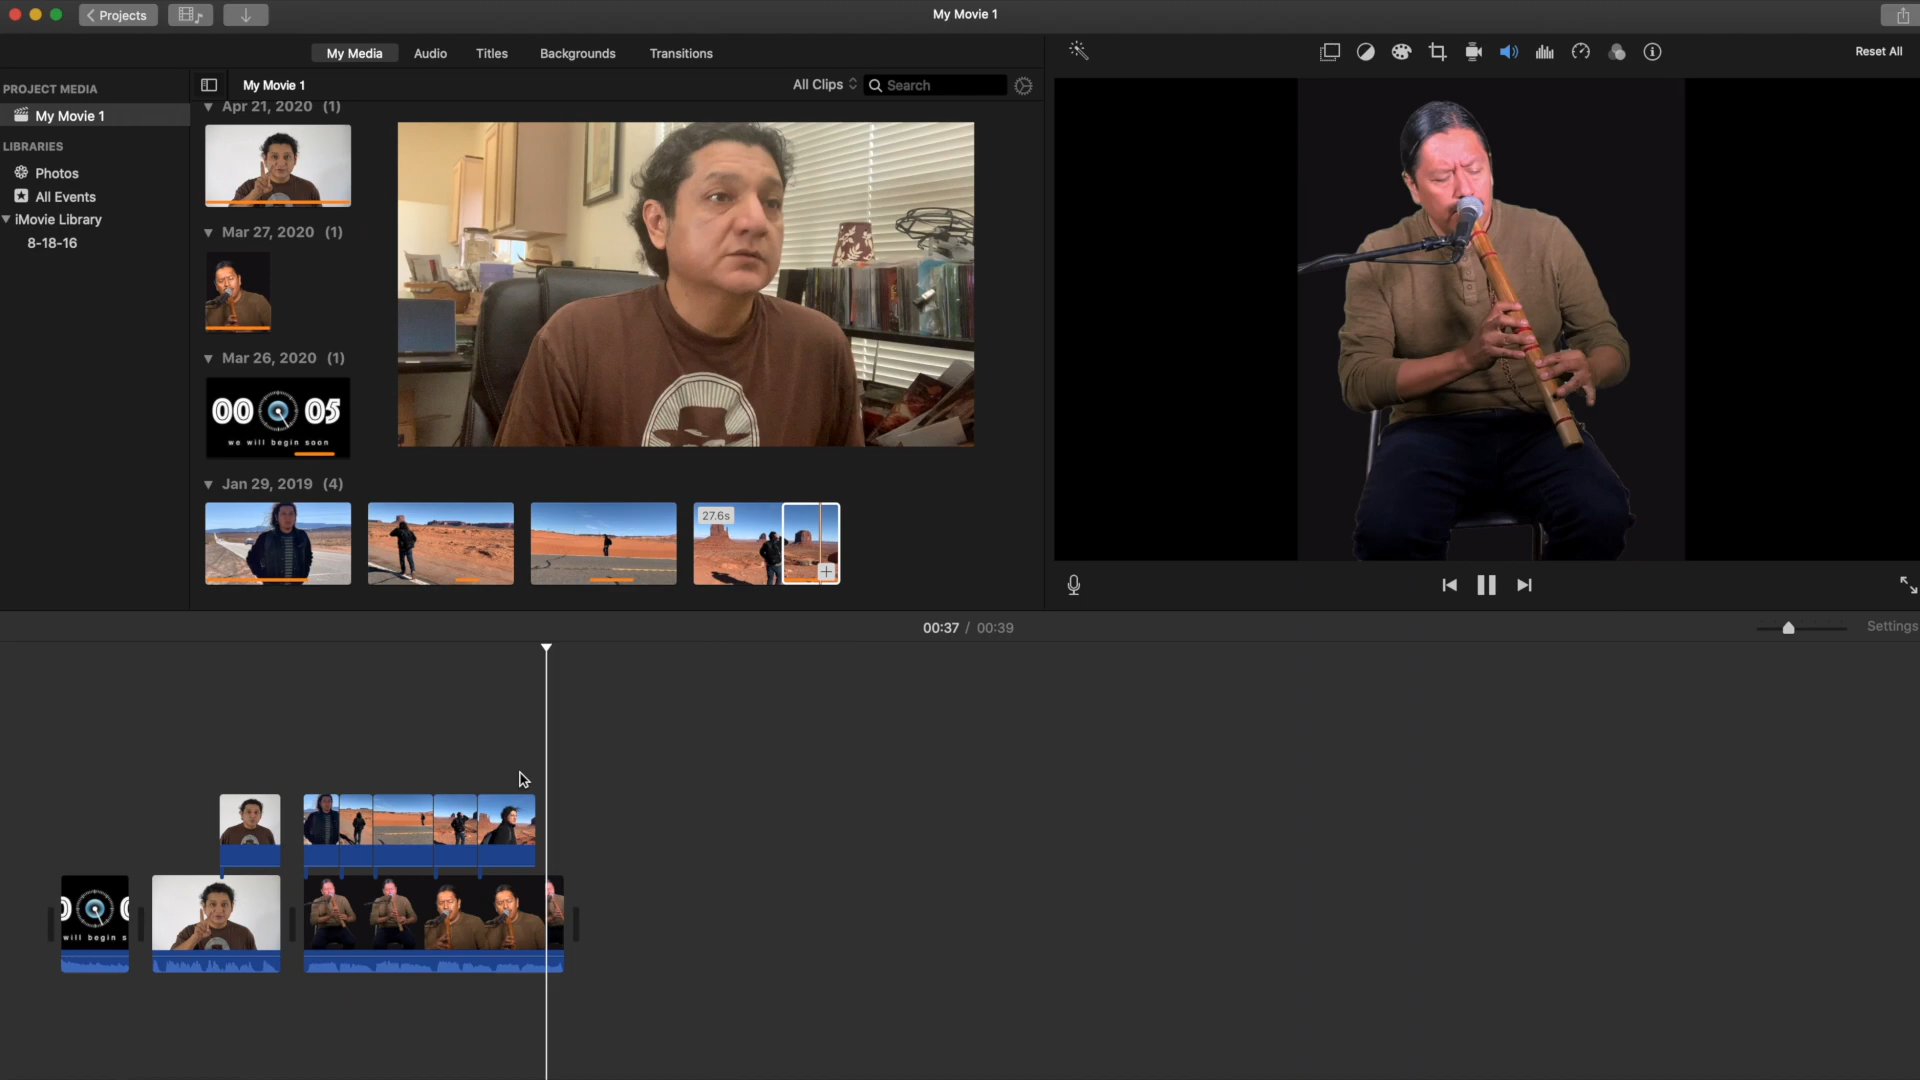 Projects
My Movie 1
My Media
Audio
Titles
Backgrounds
Transitions
Reset All
PROJECT MEDIA
My Movie 1
LIBRARIES
Photos
All Events
iMovie Library
8-18-16
My Movie 1
All Clips
Search
Apr 21, 2020 (1)
Mar 27, 2020 (1)
Mar 26, 2020 (1)
00 05
we will begin soon
Jan 29, 2019 (4)
27.6s
00:37 / 00:39
Settings
will begin s